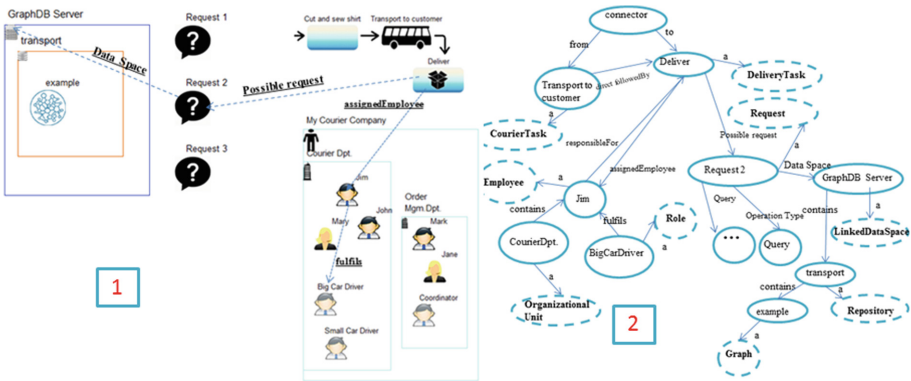 GraphDB Server
transport
example
Data Space
Request 1
Request 2
Request 3
Possible request
Cut and sew shirt
Transport to customer
Deliver
assignedEmployee
My Courier Company
Courier Dpt.
Jim
John
Mary
fulfils
Big Car Driver
Small Car Driver
Order
Mgm.Dpt.
Mark
Jane
Coordinator
1
connector
from
to
Deliver
a
DeliveryTask
Transport to
customer
direct followedBy
a
CourierTask
Request
Possible request
a
responsibleFor
assignedEmployee
Employee
a
Jim
contains
fulfils
Role
a
CourierDpt.
BigCarDriver
a
Organizational
Unit
Request 2
Data Space
GraphDB Server
Query
Operation Type
...
Query
contains
a
LinkedDataSpace
transport
contains
a
example
Repository
a
Graph
2